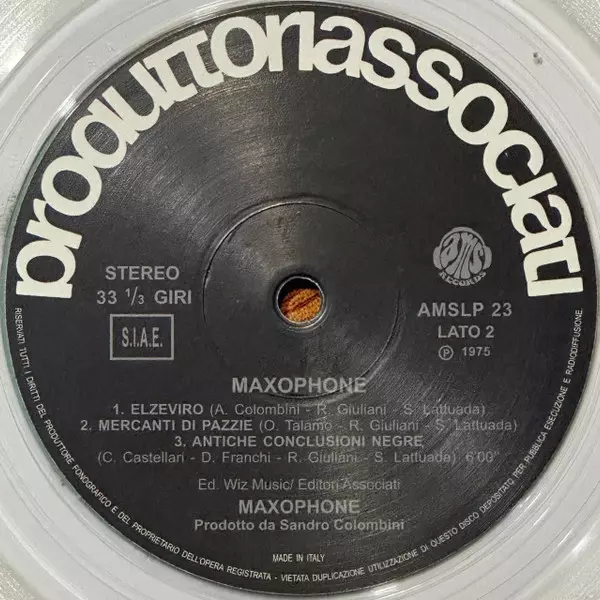 produttoriassociati
STEREO
33 1/3 GIRI
S.I.A.E.
AMS
RECORDS
AMSLP 23
LATO 2
℗ 1975
MAXOPHONE
1. ELZEVIRO (A. Colombini - R. Giuliani - S. Lattuada)
2. MERCANTI DI PAZZIE (O. Talamo - R. Giuliani - S. Lattuada)
3. ANTICHE CONCLUSIONI NEGRE
(C. Castellari - D. Franchi - R. Giuliani - S. Lattuada) 6'00"
Ed. Wiz Music/ Editori Associati
MAXOPHONE
Prodotto da Sandro Colombini
MADE IN ITALY
RISERVATI TUTTI I DIRITTI DEL PRODUTTORE FONOGRAFICO E DEL PROPRIETARIO DELL'OPERA REGISTRATA - VIETATA DUPLICAZIONE UTILIZZAZIONE DI QUESTO DISCO DEPOSITATO PER PUBBLICA ESECUZIONE E RADIODIFFUSIONE